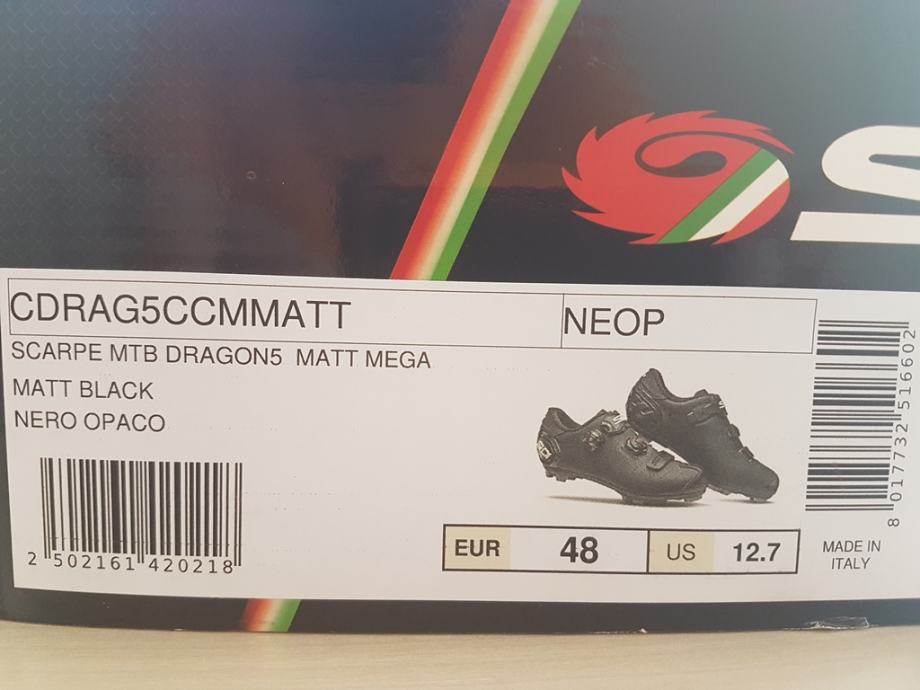 S
CDRAG5CCMMATT
NEOP
SCARPE MTB DRAGON5 MATT MEGA
MATT BLACK
NERO OPACO
2 502161 420218
EUR 48 US 12.7
8 017732 516602
MADE IN
ITALY